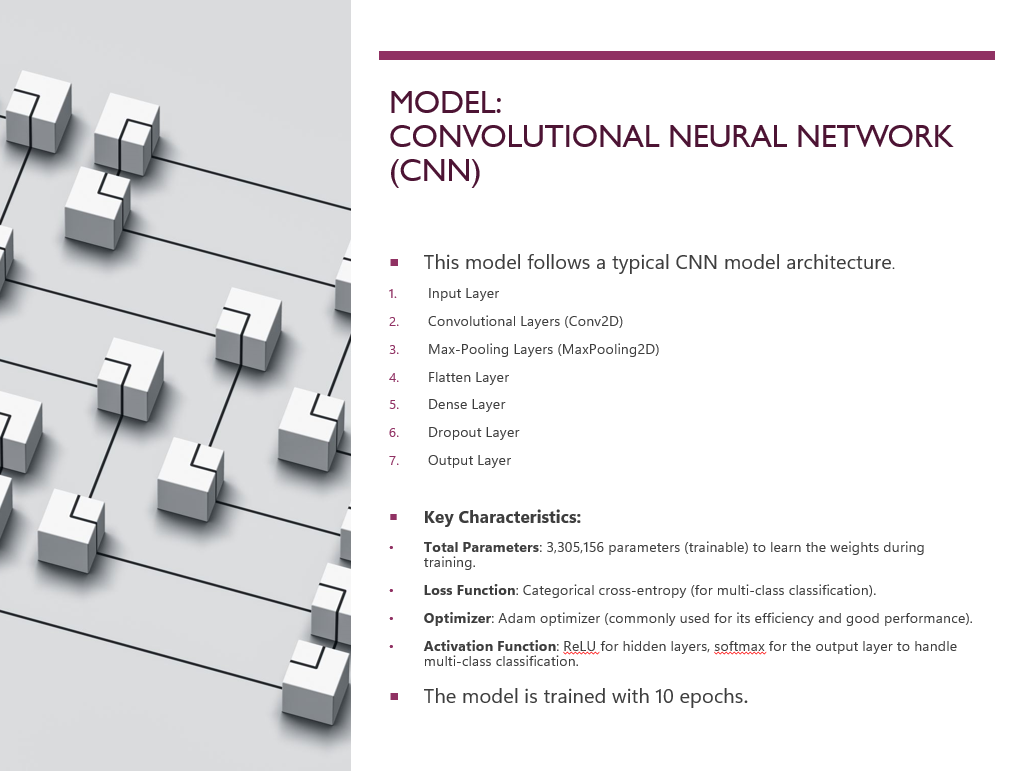 MODEL:
CONVOLUTIONAL NEURAL NETWORK
(CNN)
▪ This model follows a typical CNN model architecture.
1. Input Layer
2. Convolutional Layers (Conv2D)
3. Max-Pooling Layers (MaxPooling2D)
4. Flatten Layer
5. Dense Layer
6. Dropout Layer
7. Output Layer
▪ Key Characteristics:
• Total Parameters: 3,305,156 parameters (trainable) to learn the weights during
training.
• Loss Function: Categorical cross-entropy (for multi-class classification).
• Optimizer: Adam optimizer (commonly used for its efficiency and good performance).
• Activation Function: ReLU for hidden layers, softmax for the output layer to handle
multi-class classification.
▪ The model is trained with 10 epochs.